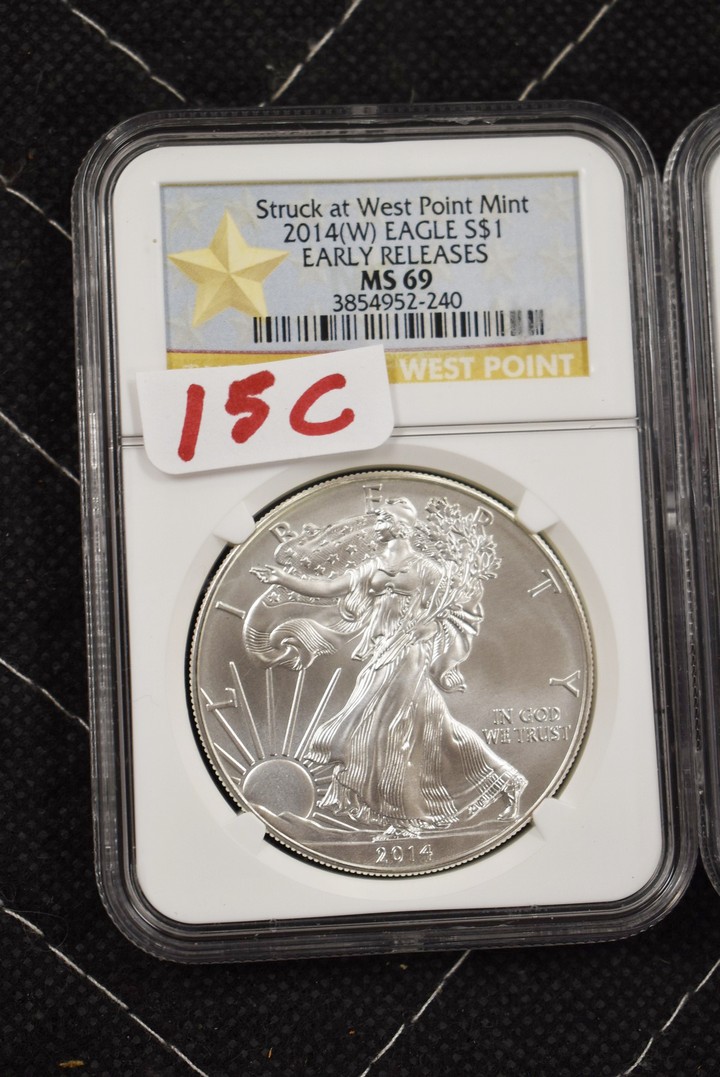 Struck at West Point Mint
2014(W) EAGLE S$1
EARLY RELEASES
MS 69
3854952-240
WEST POINT
15C
LIBERTY
IN GOD
WE TRUST
2014